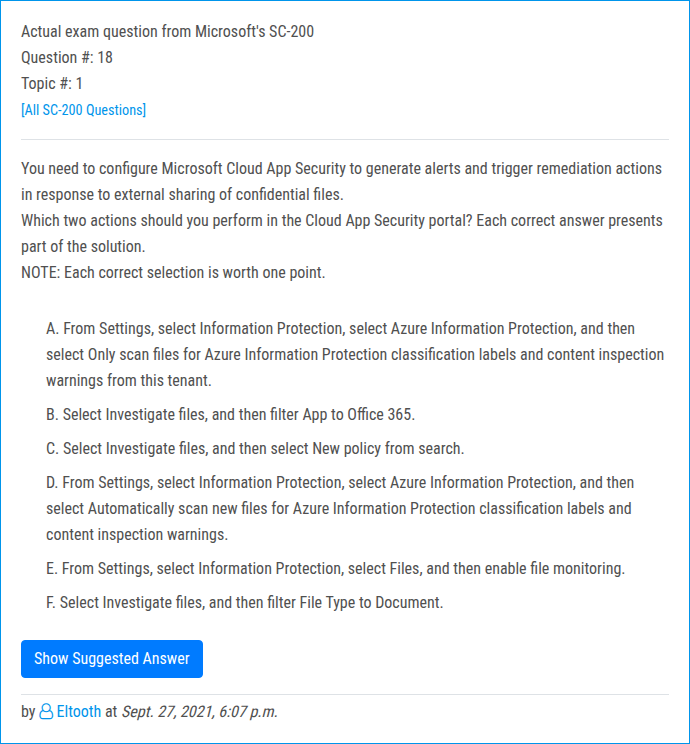 Actual exam question from Microsoft's SC-200
Question #: 18
Topic #: 1
[All SC-200 Questions]
You need to configure Microsoft Cloud App Security to generate alerts and trigger remediation actions
in response to external sharing of confidential files.
Which two actions should you perform in the Cloud App Security portal? Each correct answer presents
part of the solution.
NOTE: Each correct selection is worth one point.
A. From Settings, select Information Protection, select Azure Information Protection, and then
select Only scan files for Azure Information Protection classification labels and content inspection
warnings from this tenant.
B. Select Investigate files, and then filter App to Office 365.
C. Select Investigate files, and then select New policy from search.
D. From Settings, select Information Protection, select Azure Information Protection, and then
select Automatically scan new files for Azure Information Protection classification labels and
content inspection warnings.
E. From Settings, select Information Protection, select Files, and then enable file monitoring.
F. Select Investigate files, and then filter File Type to Document.
Show Suggested Answer
by Eltooth at Sept. 27, 2021, 6:07 p.m.